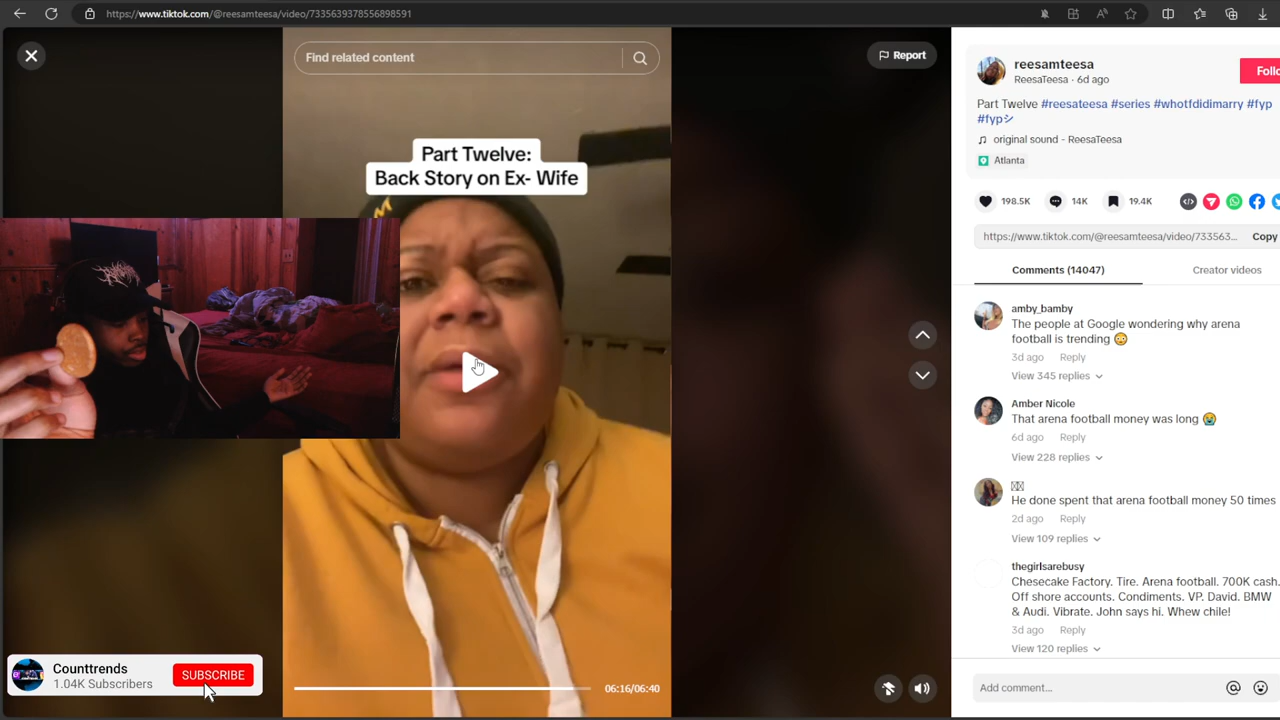 https://www.tiktok.com/@reesamteesa/video/7335639378556898591
Find related content
Report
Part Twelve:
Back Story on Ex- Wife
06:16/06:40
Counttrends
1.04K Subscribers
SUBSCRIBE
reesamteesa
ReesaTeesa · 6d ago
Follo
Part Twelve #reesateesa #series #whotfdidimarry #fyp
#fypシ
original sound - ReesaTeesa
Atlanta
198.5K
14K
19.4K
https://www.tiktok.com/@reesamteesa/video/733563...
Copy
Comments (14047)
Creator videos
amby_bamby
The people at Google wondering why arena
football is trending 😳
3d ago Reply
View 345 replies
Amber Nicole
That arena football money was long 😭
6d ago Reply
View 228 replies
He done spent that arena football money 50 times
2d ago Reply
View 109 replies
thegirlsarebusy
Chesecake Factory. Tire. Arena football. 700K cash.
Off shore accounts. Condiments. VP. David. BMW
& Audi. Vibrate. John says hi. Whew chile!
3d ago Reply
View 120 replies
Add comment...